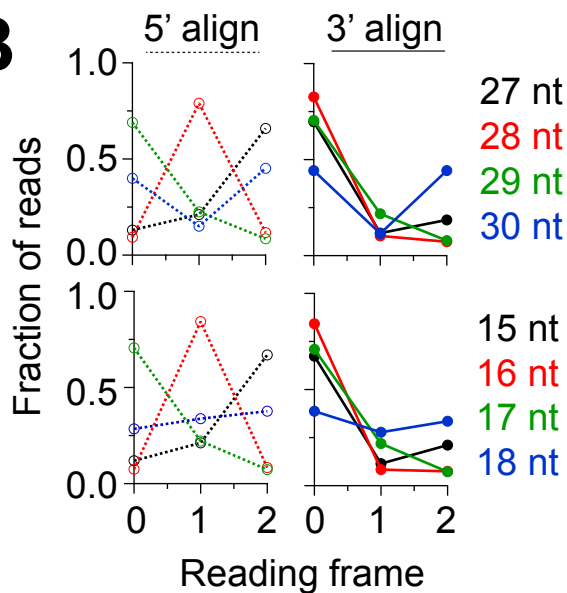 B
5' align
3' align
1.0
0.5
0.0
27 nt
28 nt
29 nt
30 nt
Fraction of reads
1.0
0.5
0.0
15 nt
16 nt
17 nt
18 nt
0 1 2
0 1 2
Reading frame